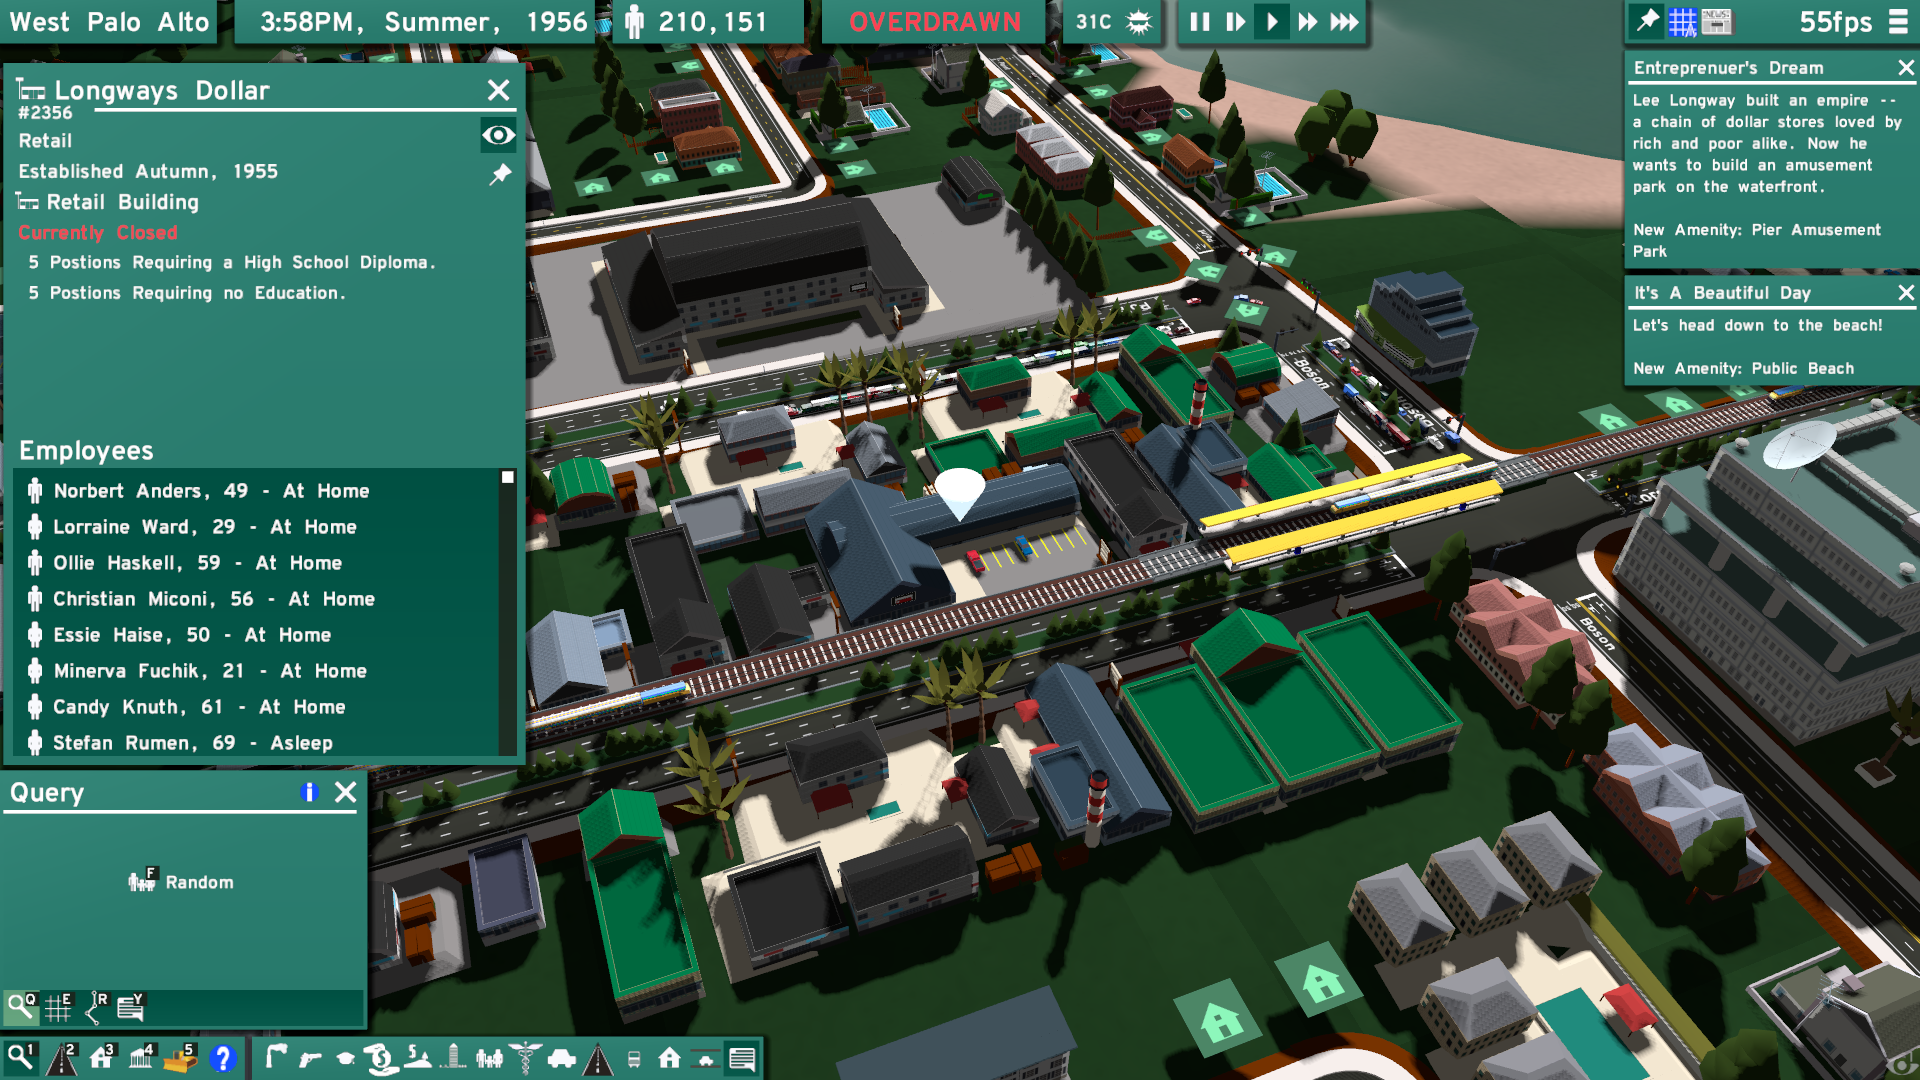 West Palo Alto
3:58PM, Summer, 1956
210,151
OVERDRAWN
31C
NEWS!
55fps
Longways Dollar
#2356
Retail
Established Autumn, 1955
Retail Building
Currently Closed
5 Postions Requiring a High School Diploma.
5 Postions Requiring no Education.
Employees
Norbert Anders, 49 - At Home
Lorraine Ward, 29 - At Home
Ollie Haskell, 59 - At Home
Christian Miconi, 56 - At Home
Essie Haise, 50 - At Home
Minerva Fuchik, 21 - At Home
Candy Knuth, 61 - At Home
Stefan Rumen, 69 - Asleep
Query
i
F
Random
Q
E
R
Y
1
2
3
4
5
?
Entreprenuer's Dream
Lee Longway built an empire --
a chain of dollar stores loved by
rich and poor alike. Now he
wants to build an amusement
park on the waterfront.
New Amenity: Pier Amusement
Park
It's A Beautiful Day
Let's head down to the beach!
New Amenity: Public Beach
Boson
Boson
Boson